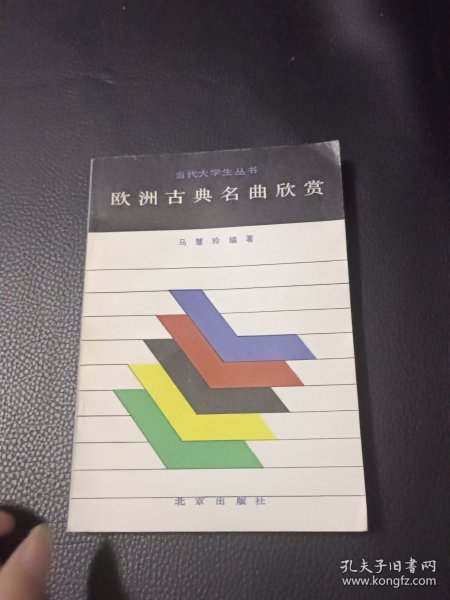 当代大学生丛书
欧洲古典名曲欣赏
马慧玲编著
北京出版社
孔夫子旧书网
www.kongfz.com